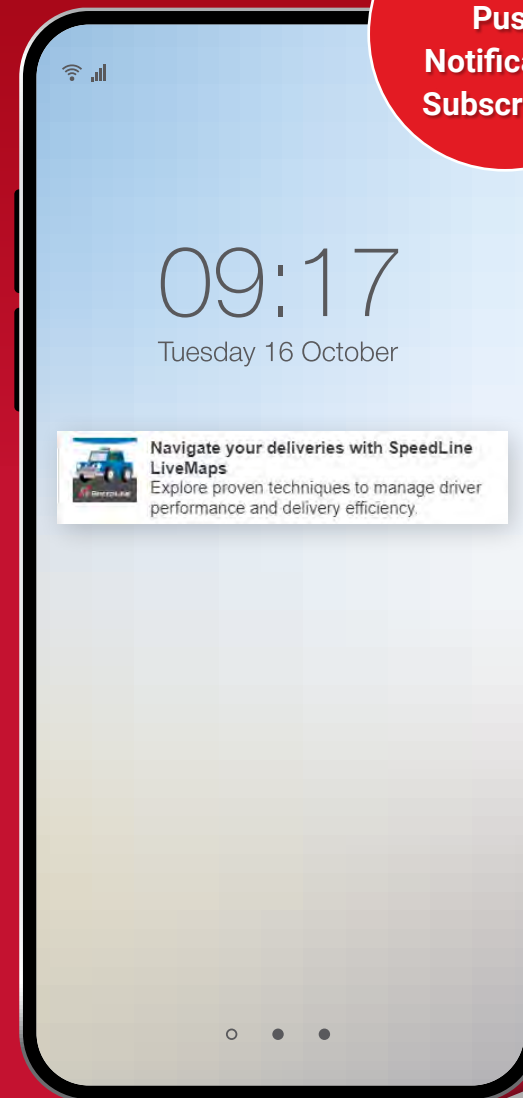 Pus
Notifica
Subscr
09:17
Tuesday 16 October
Navigate your deliveries with SpeedLine
LiveMaps
Explore proven techniques to manage driver
performance and delivery efficiency.
SpeedLine